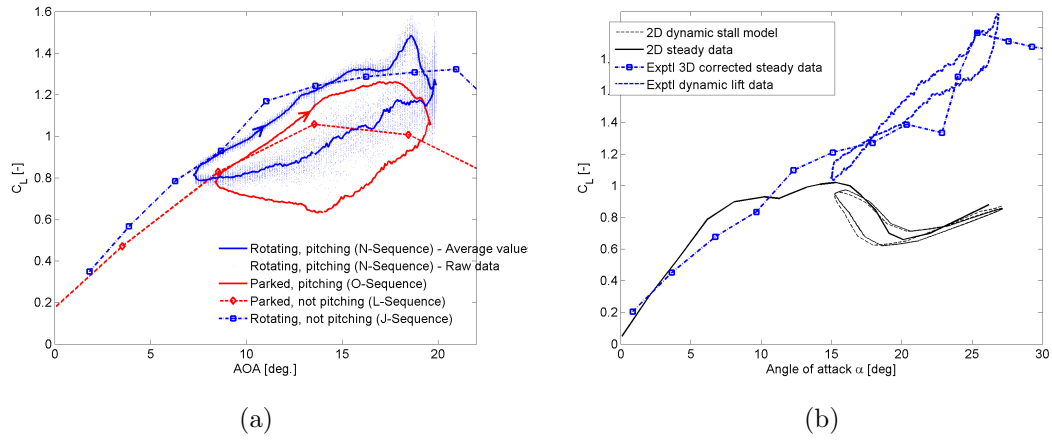 1.6
1.4
1.2
1
0.8
0.6
0.4
0.2
0
C_L [-]
Rotating, pitching (N-Sequence) - Average value
Rotating, pitching (N-Sequence) - Raw data
Parked, pitching (O-Sequence)
Parked, not pitching (L-Sequence)
Rotating, not pitching (J-Sequence)
0 5 10 15 20
AOA [deg.]
(a)
2D dynamic stall model
2D steady data
Exptl 3D corrected steady data
Exptl dynamic lift data
1
0.8
0.6
0.4
0.2
0
C_L [-]
0 5 10 15 20 25 30
Angle of attack α [deg]
(b)